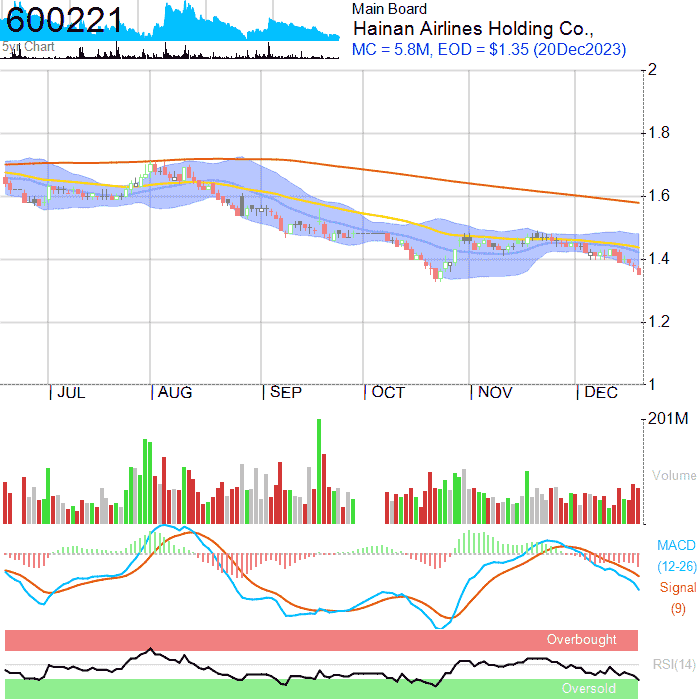 600221
5yr Chart
Main Board
Hainan Airlines Holding Co.,
MC = 5.8M, EOD = $1.35 (20Dec2023)
2
1.8
1.6
1.4
1.2
1
JUL AUG SEP OCT NOV DEC
201M
Volume
MACD
(12-26)
Signal
(9)
Overbought
RSI(14)
Oversold